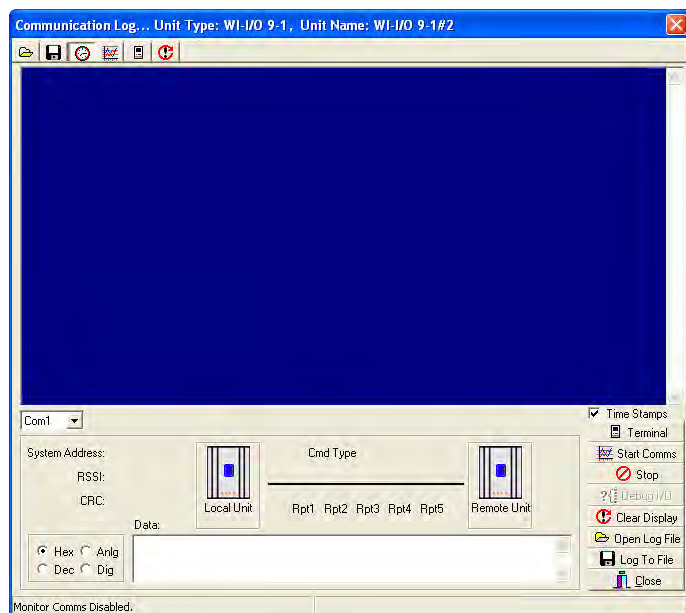 Communication Log... Unit Type: WI-I/O 9-1, Unit Name: WI-I/O 9-1#2
Com1
Time Stamps
Terminal
Start Comms
Stop
Debug I/O
Clear Display
Open Log File
Log To File
Close
System Address:
RSSI:
CRC:
Local Unit
Cmd Type
Rpt1 Rpt2 Rpt3 Rpt4 Rpt5
Remote Unit
Data:
Hex Anlg
Dec Dig
Monitor Comms Disabled.